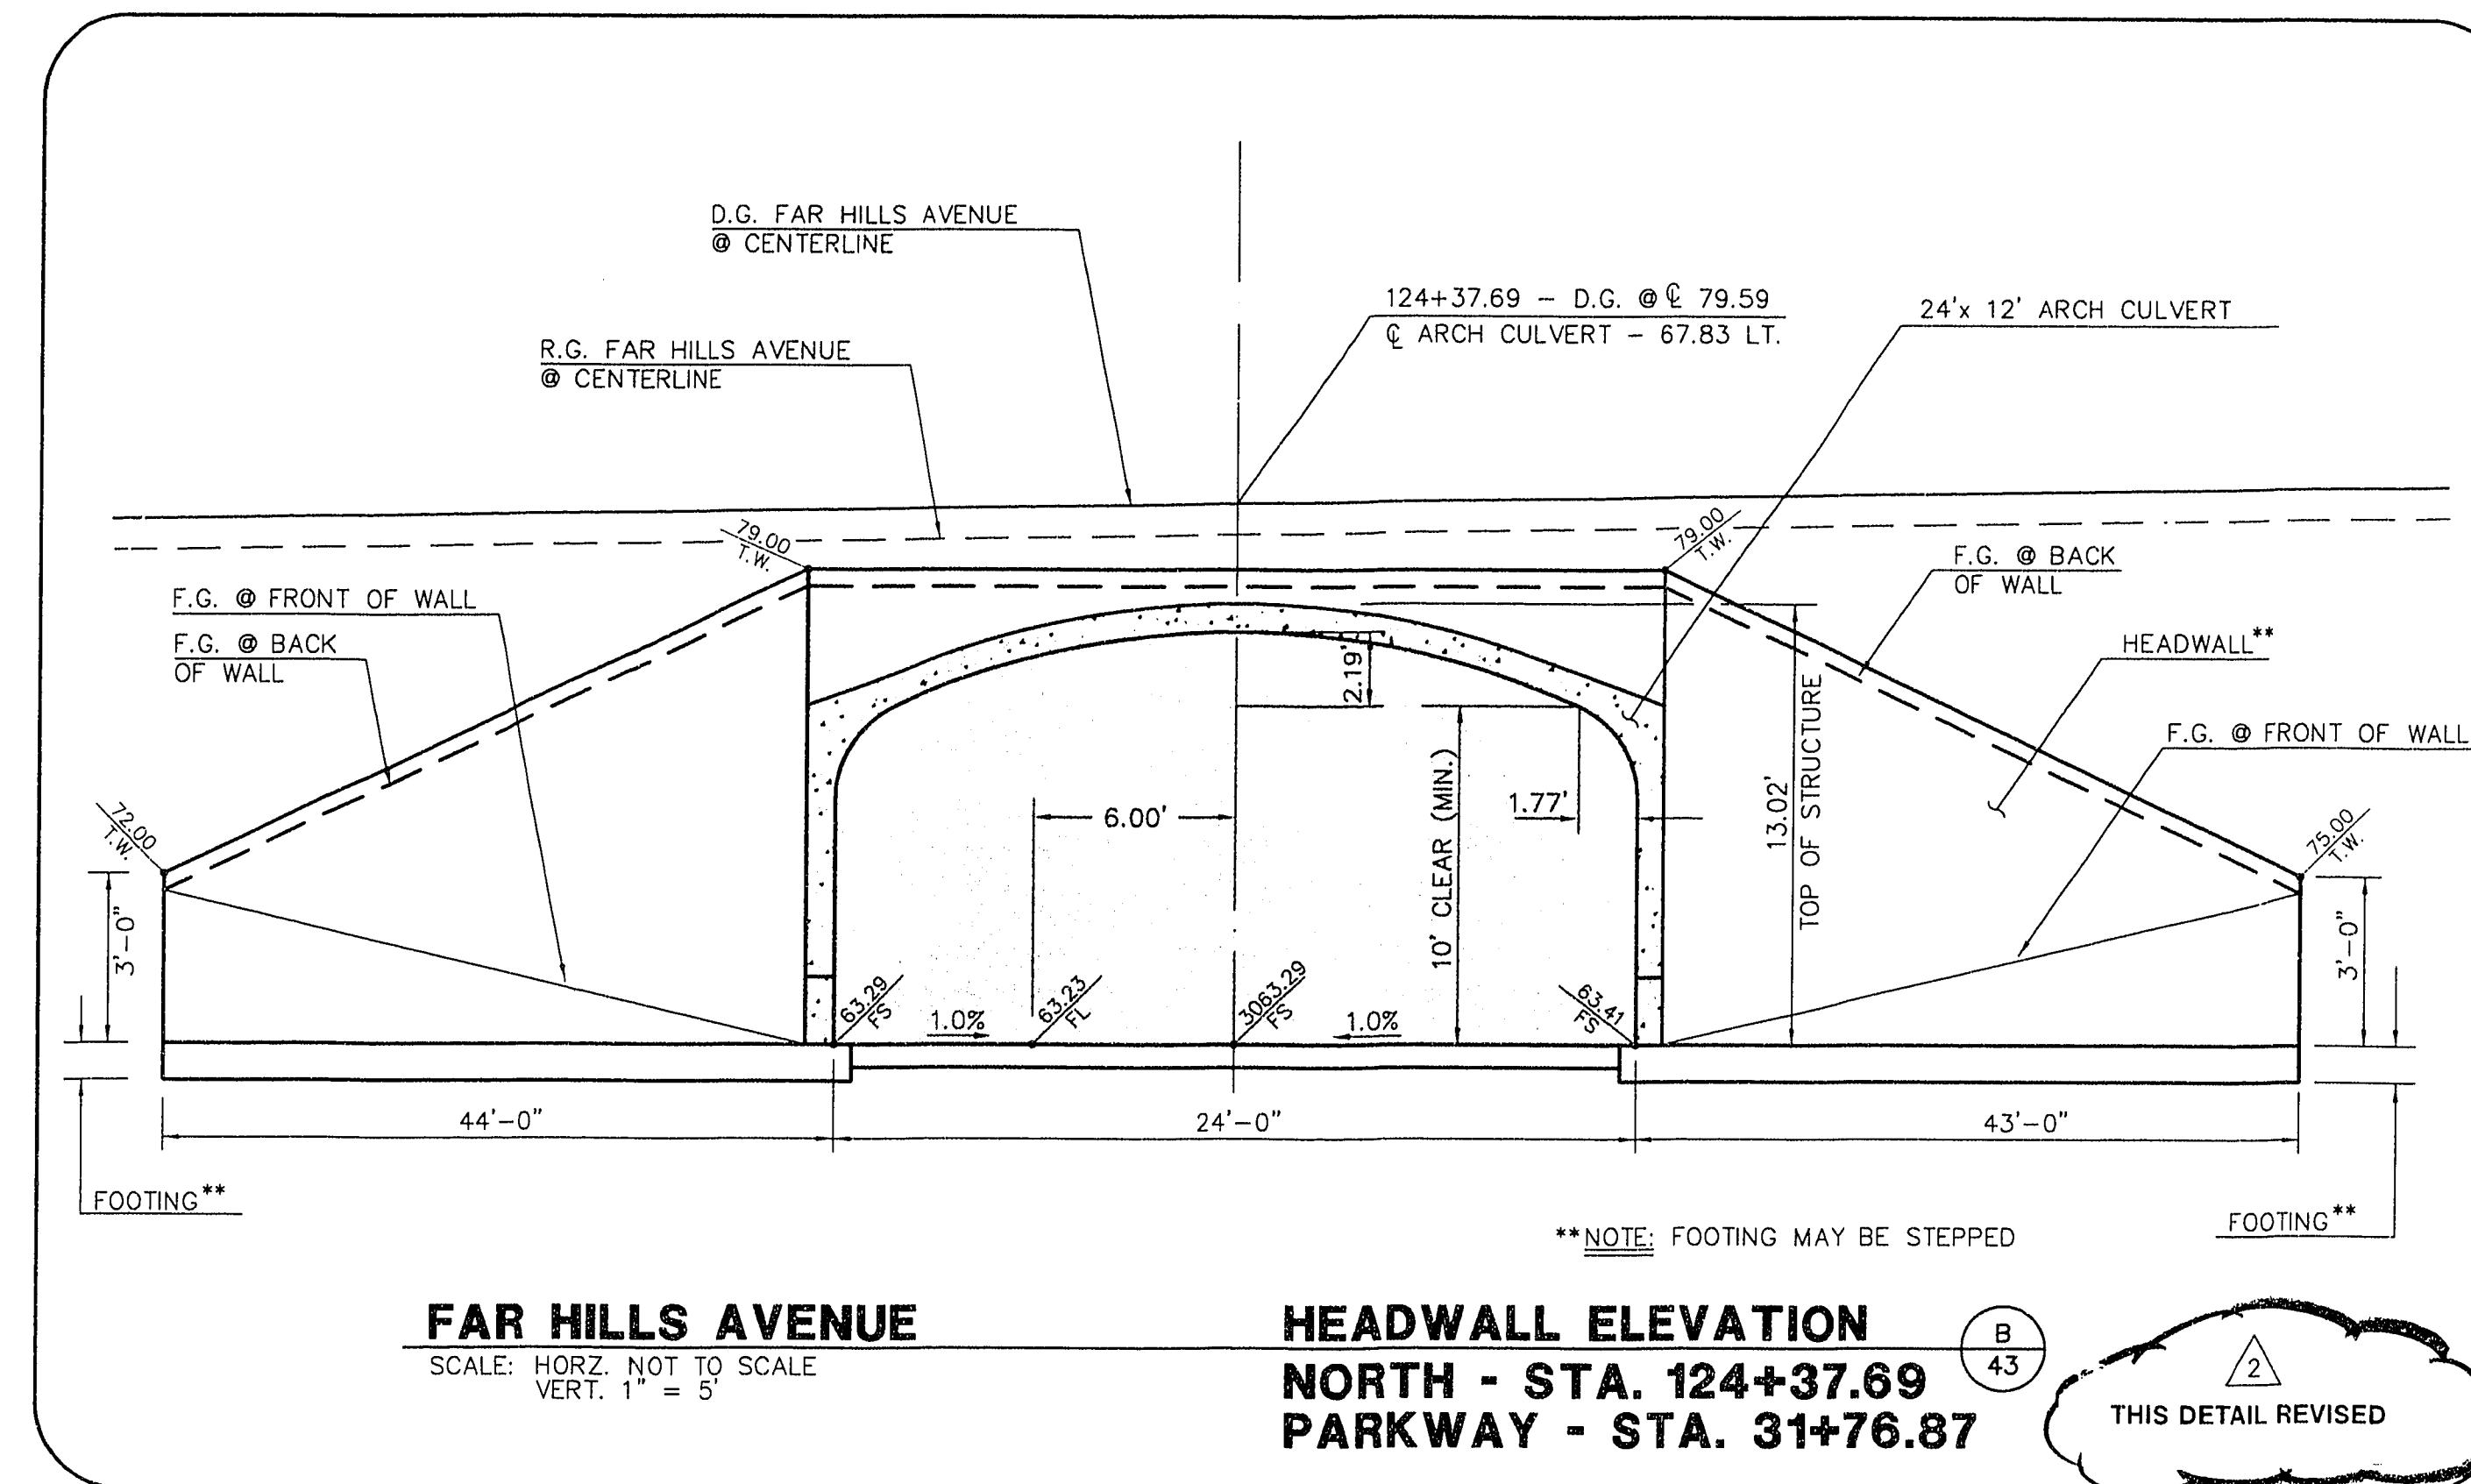 D.G. FAR HILLS AVENUE
@ CENTERLINE
124+37.69 – D.G. @ ℄ 79.59
℄ ARCH CULVERT – 67.83 LT.
24'x 12' ARCH CULVERT
R.G. FAR HILLS AVENUE
@ CENTERLINE
79.00
T.W.
79.00
T.W.
F.G. @ BACK
OF WALL
F.G. @ FRONT OF WALL
F.G. @ BACK
OF WALL
HEADWALL**
2.19'
F.G. @ FRONT OF WALL
13.02'
TOP OF STRUCTURE
10' CLEAR (MIN.)
1.77'
6.00'
72.00
T.W.
75.00
T.W.
3'-0"
3'-0"
63.29
FS
1.0%
63.23
FL
3063.29
FS
1.0%
63.41
FS
44'-0"
24'-0"
43'-0"
FOOTING**
FOOTING**
**NOTE: FOOTING MAY BE STEPPED
FAR HILLS AVENUE
SCALE: HORZ. NOT TO SCALE
VERT. 1" = 5'
HEADWALL ELEVATION
B
43
NORTH - STA. 124+37.69
PARKWAY - STA. 31+76.87
2
THIS DETAIL REVISED